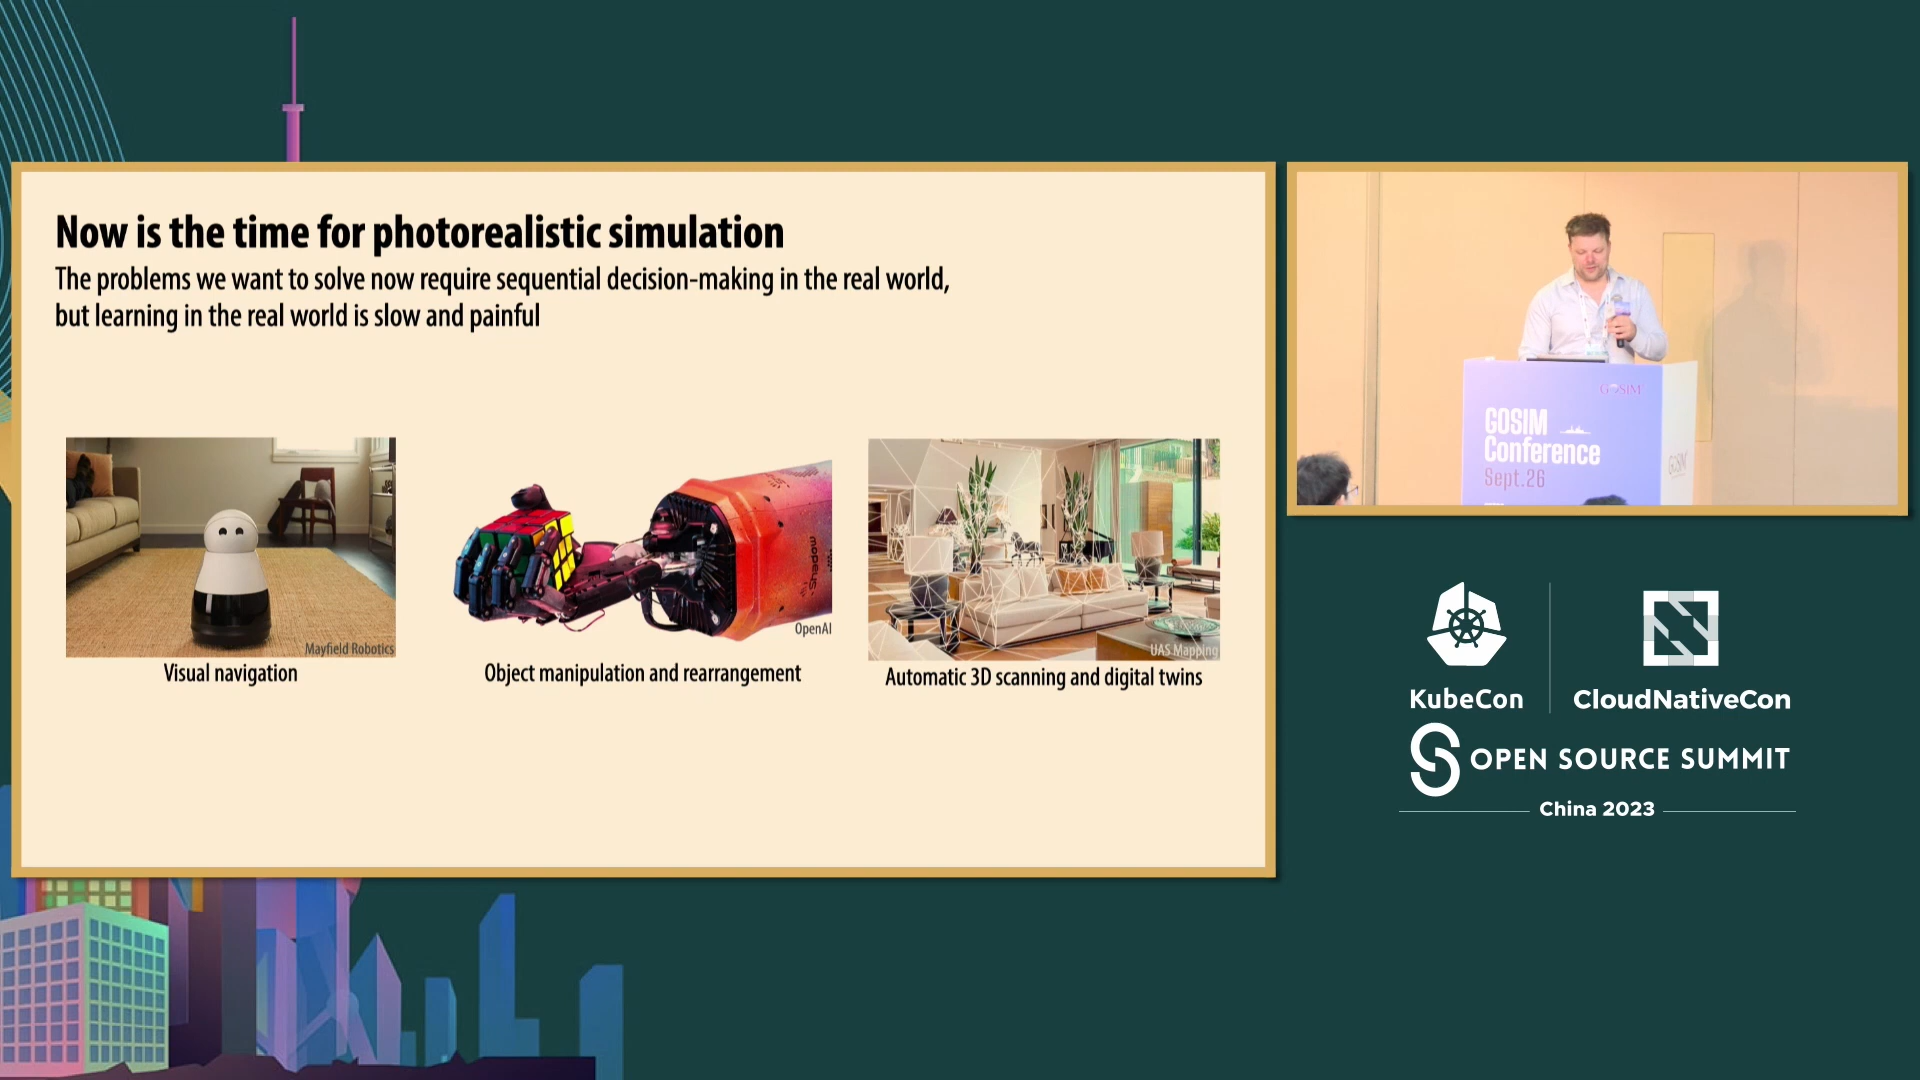 Now is the time for photorealistic simulation
The problems we want to solve now require sequential decision-making in the real world,
but learning in the real world is slow and painful
Mayfield Robotics
Visual navigation
OpenAI
Object manipulation and rearrangement
UAS Mapping
Automatic 3D scanning and digital twins
GOSIM
GOSIM
Conference
Sept.26
GOSIM
KubeCon
CloudNativeCon
OPEN SOURCE SUMMIT
China 2023